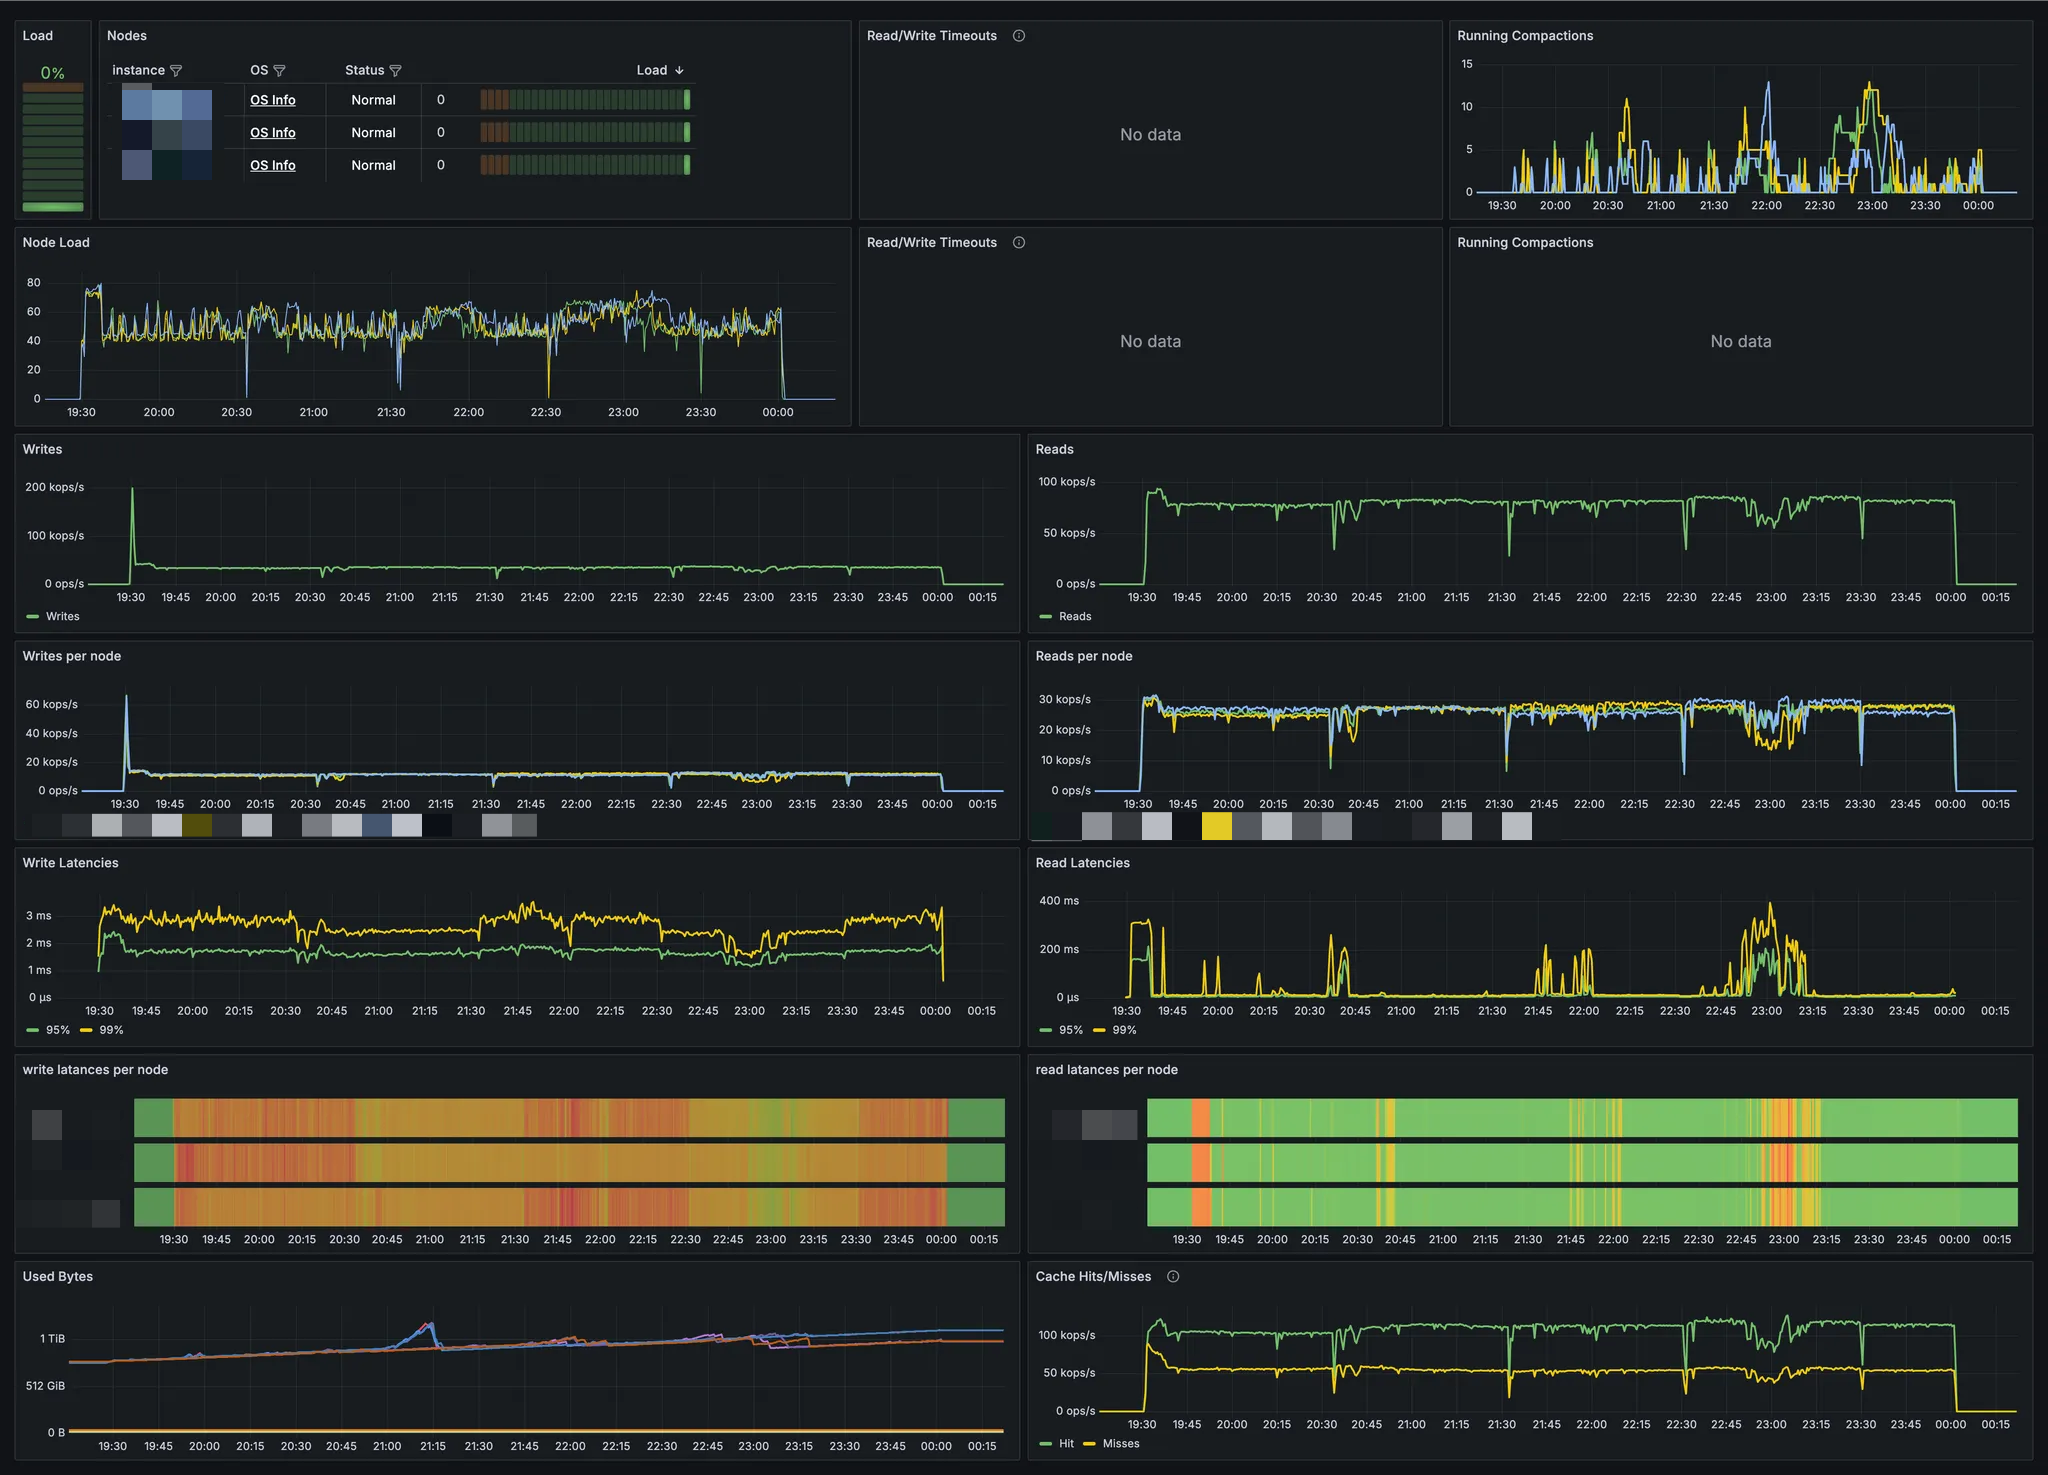 Load
0%
Nodes
instance OS Status Load
OS Info Normal 0
OS Info Normal 0
OS Info Normal 0
Read/Write Timeouts
No data
Running Compactions
15
10
5
0
19:30 20:00 20:30 21:00 21:30 22:00 22:30 23:00 23:30 00:00
Node Load
80
60
40
20
0
19:30 20:00 20:30 21:00 21:30 22:00 22:30 23:00 23:30 00:00
Read/Write Timeouts
No data
Running Compactions
No data
Writes
200 kops/s
100 kops/s
0 ops/s
19:30 19:45 20:00 20:15 20:30 20:45 21:00 21:15 21:30 21:45 22:00 22:15 22:30 22:45 23:00 23:15 23:30 23:45 00:00 00:15
Writes
Reads
100 kops/s
50 kops/s
0 ops/s
19:30 19:45 20:00 20:15 20:30 20:45 21:00 21:15 21:30 21:45 22:00 22:15 22:30 22:45 23:00 23:15 23:30 23:45 00:00 00:15
Reads
Writes per node
60 kops/s
40 kops/s
20 kops/s
0 ops/s
19:30 19:45 20:00 20:15 20:30 20:45 21:00 21:15 21:30 21:45 22:00 22:15 22:30 22:45 23:00 23:15 23:30 23:45 00:00 00:15
Reads per node
30 kops/s
20 kops/s
10 kops/s
0 ops/s
19:30 19:45 20:00 20:15 20:30 20:45 21:00 21:15 21:30 21:45 22:00 22:15 22:30 22:45 23:00 23:15 23:30 23:45 00:00 00:15
Write Latencies
3 ms
2 ms
1 ms
0 µs
19:30 19:45 20:00 20:15 20:30 20:45 21:00 21:15 21:30 21:45 22:00 22:15 22:30 22:45 23:00 23:15 23:30 23:45 00:00 00:15
95% 99%
Read Latencies
400 ms
200 ms
0 µs
19:30 19:45 20:00 20:15 20:30 20:45 21:00 21:15 21:30 21:45 22:00 22:15 22:30 22:45 23:00 23:15 23:30 23:45 00:00 00:15
95% 99%
write latances per node
19:30 19:45 20:00 20:15 20:30 20:45 21:00 21:15 21:30 21:45 22:00 22:15 22:30 22:45 23:00 23:15 23:30 23:45 00:00 00:15
read latances per node
19:30 19:45 20:00 20:15 20:30 20:45 21:00 21:15 21:30 21:45 22:00 22:15 22:30 22:45 23:00 23:15 23:30 23:45 00:00 00:15
Used Bytes
1 TiB
512 GiB
0 B
19:30 19:45 20:00 20:15 20:30 20:45 21:00 21:15 21:30 21:45 22:00 22:15 22:30 22:45 23:00 23:15 23:30 23:45 00:00 00:15
Cache Hits/Misses
100 kops/s
50 kops/s
0 ops/s
19:30 19:45 20:00 20:15 20:30 20:45 21:00 21:15 21:30 21:45 22:00 22:15 22:30 22:45 23:00 23:15 23:30 23:45 00:00 00:15
Hit Misses